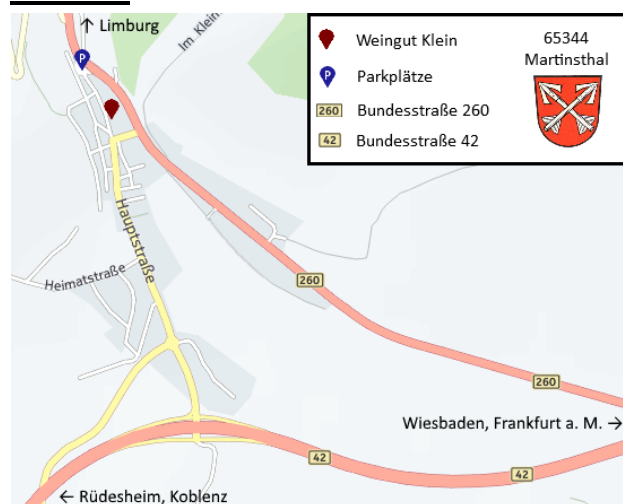 ↑ Limburg
Im Klein
P
Weingut Klein
P Parkplätze
260 Bundesstraße 260
42 Bundesstraße 42
65344
Martinsthal
Hauptstraße
Heimatstraße
260
260
Wiesbaden, Frankfurt a. M. →
42
42
← Rüdesheim, Koblenz